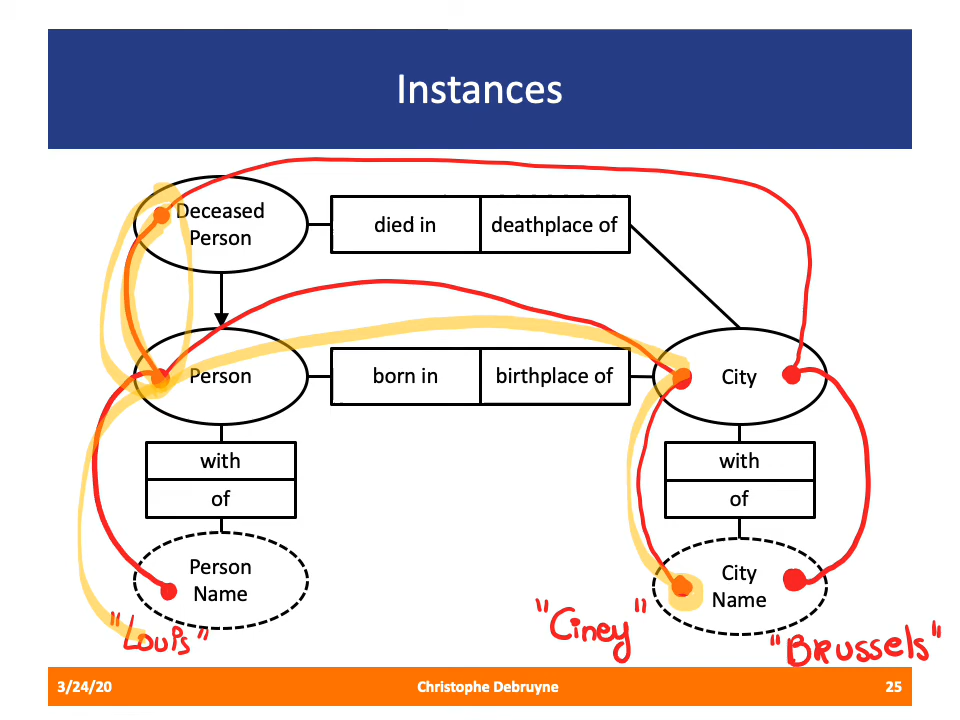 Instances
Deceased
Person
died in
deathplace of
Person
born in
birthplace of
City
with
of
with
of
Person
Name
City
Name
"Louis"
"Ciney"
"Brussels"
3/24/20
Christophe Debruyne
25